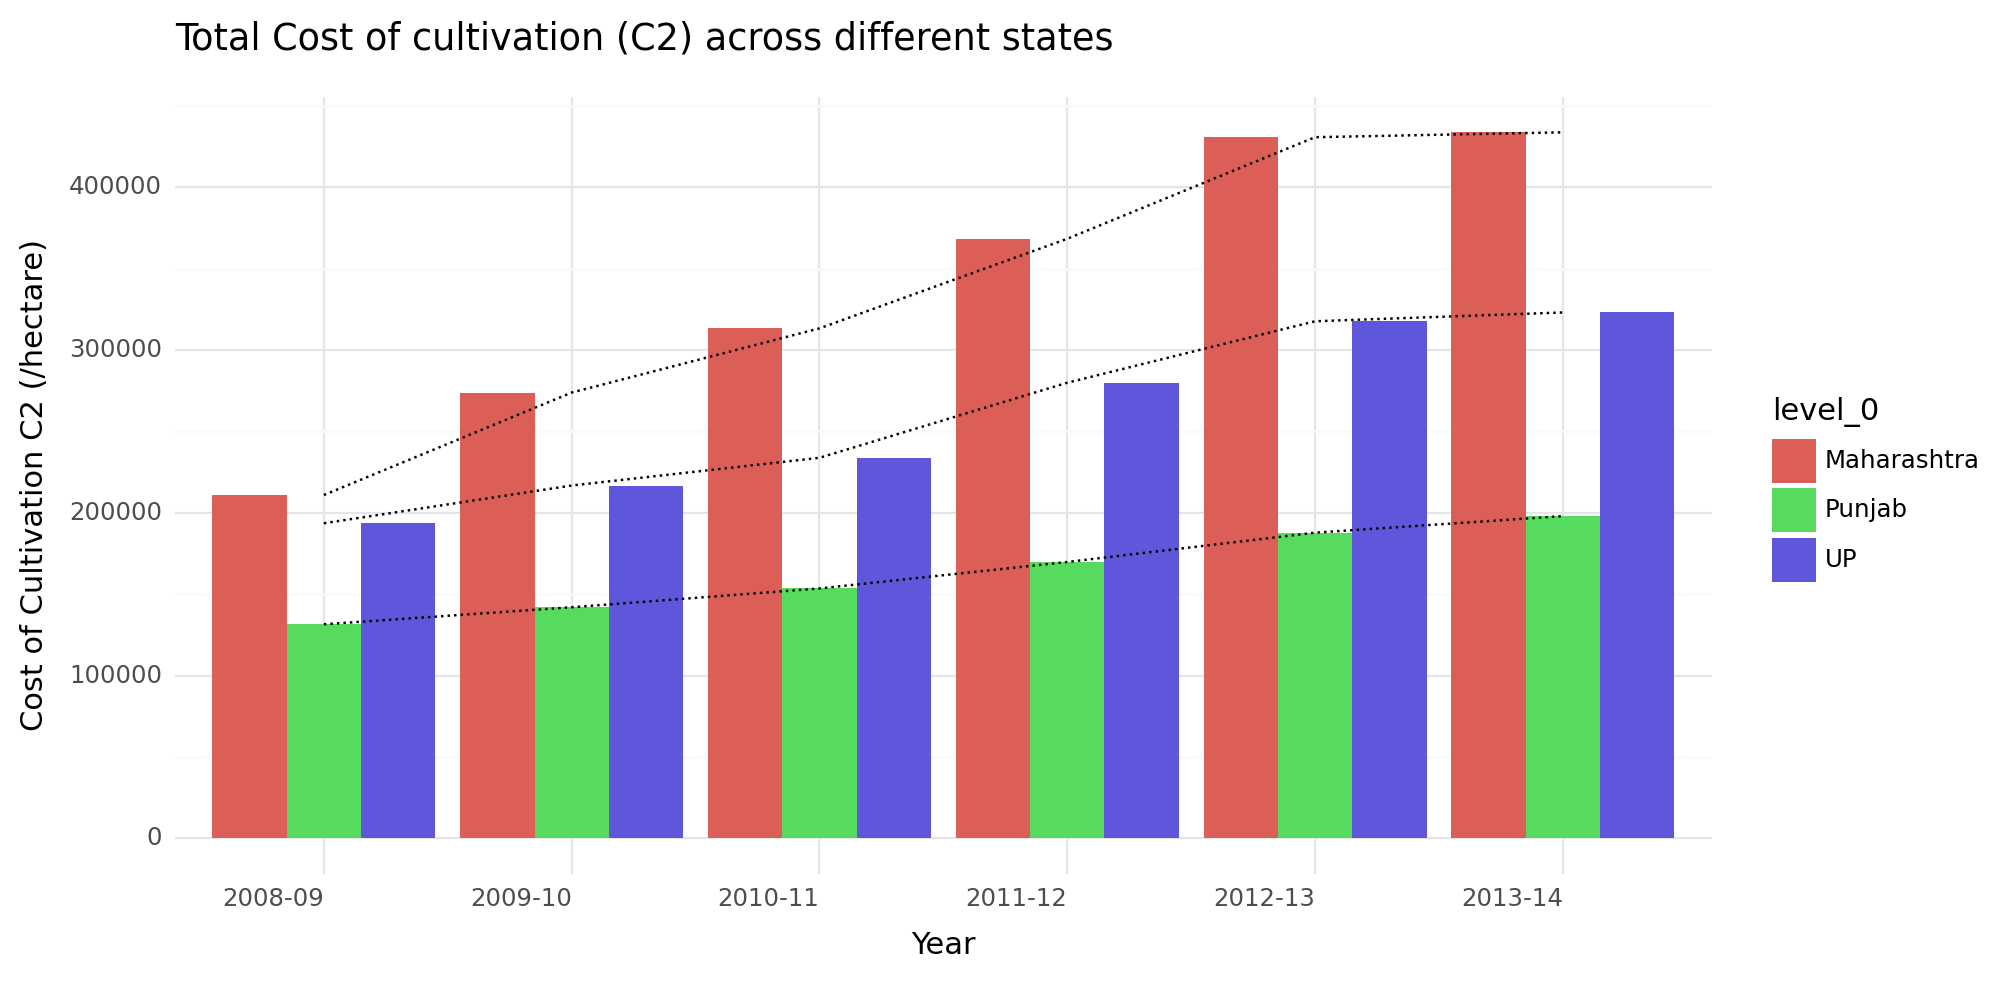 Total Cost of cultivation (C2) across different states
Cost of Cultivation C2 (/hectare)
400000
300000
200000
100000
0
2008-09 2009-10 2010-11 2011-12 2012-13 2013-14
Year
level_0
Maharashtra
Punjab
UP